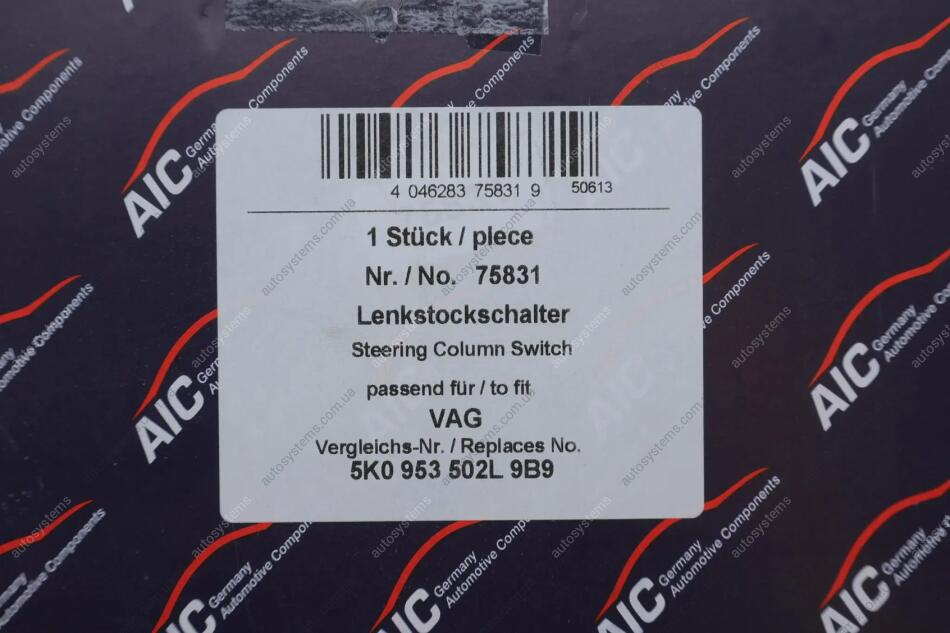 4 046283 75831 9 50613
1 Stück / piece
Nr. / No. 75831
Lenkstockschalter
Steering Column Switch
passend für / to fit
VAG
Vergleichs-Nr. / Replaces No.
5K0 953 502L 9B9
AIC Germany
Automotive Components
autosystems
autosystems.com.ua